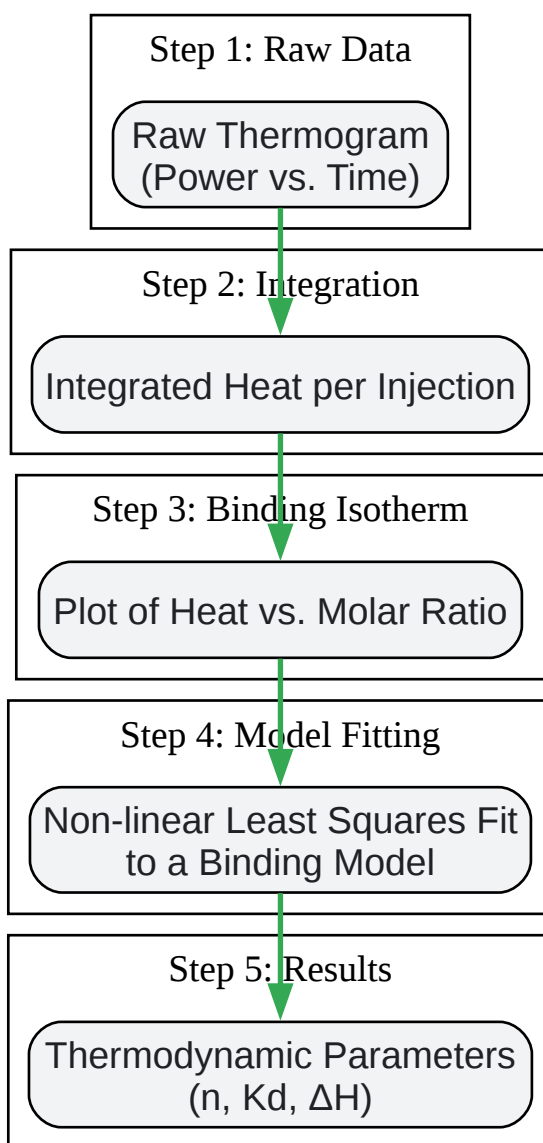 Step 1: Raw Data
Raw Thermogram
(Power vs. Time)
Step 2: Integration
Integrated Heat per Injection
Step 3: Binding Isotherm
Plot of Heat vs. Molar Ratio
Step 4: Model Fitting
Non-linear Least Squares Fit
to a Binding Model
Step 5: Results
Thermodynamic Parameters
(n, Kd, ΔH)